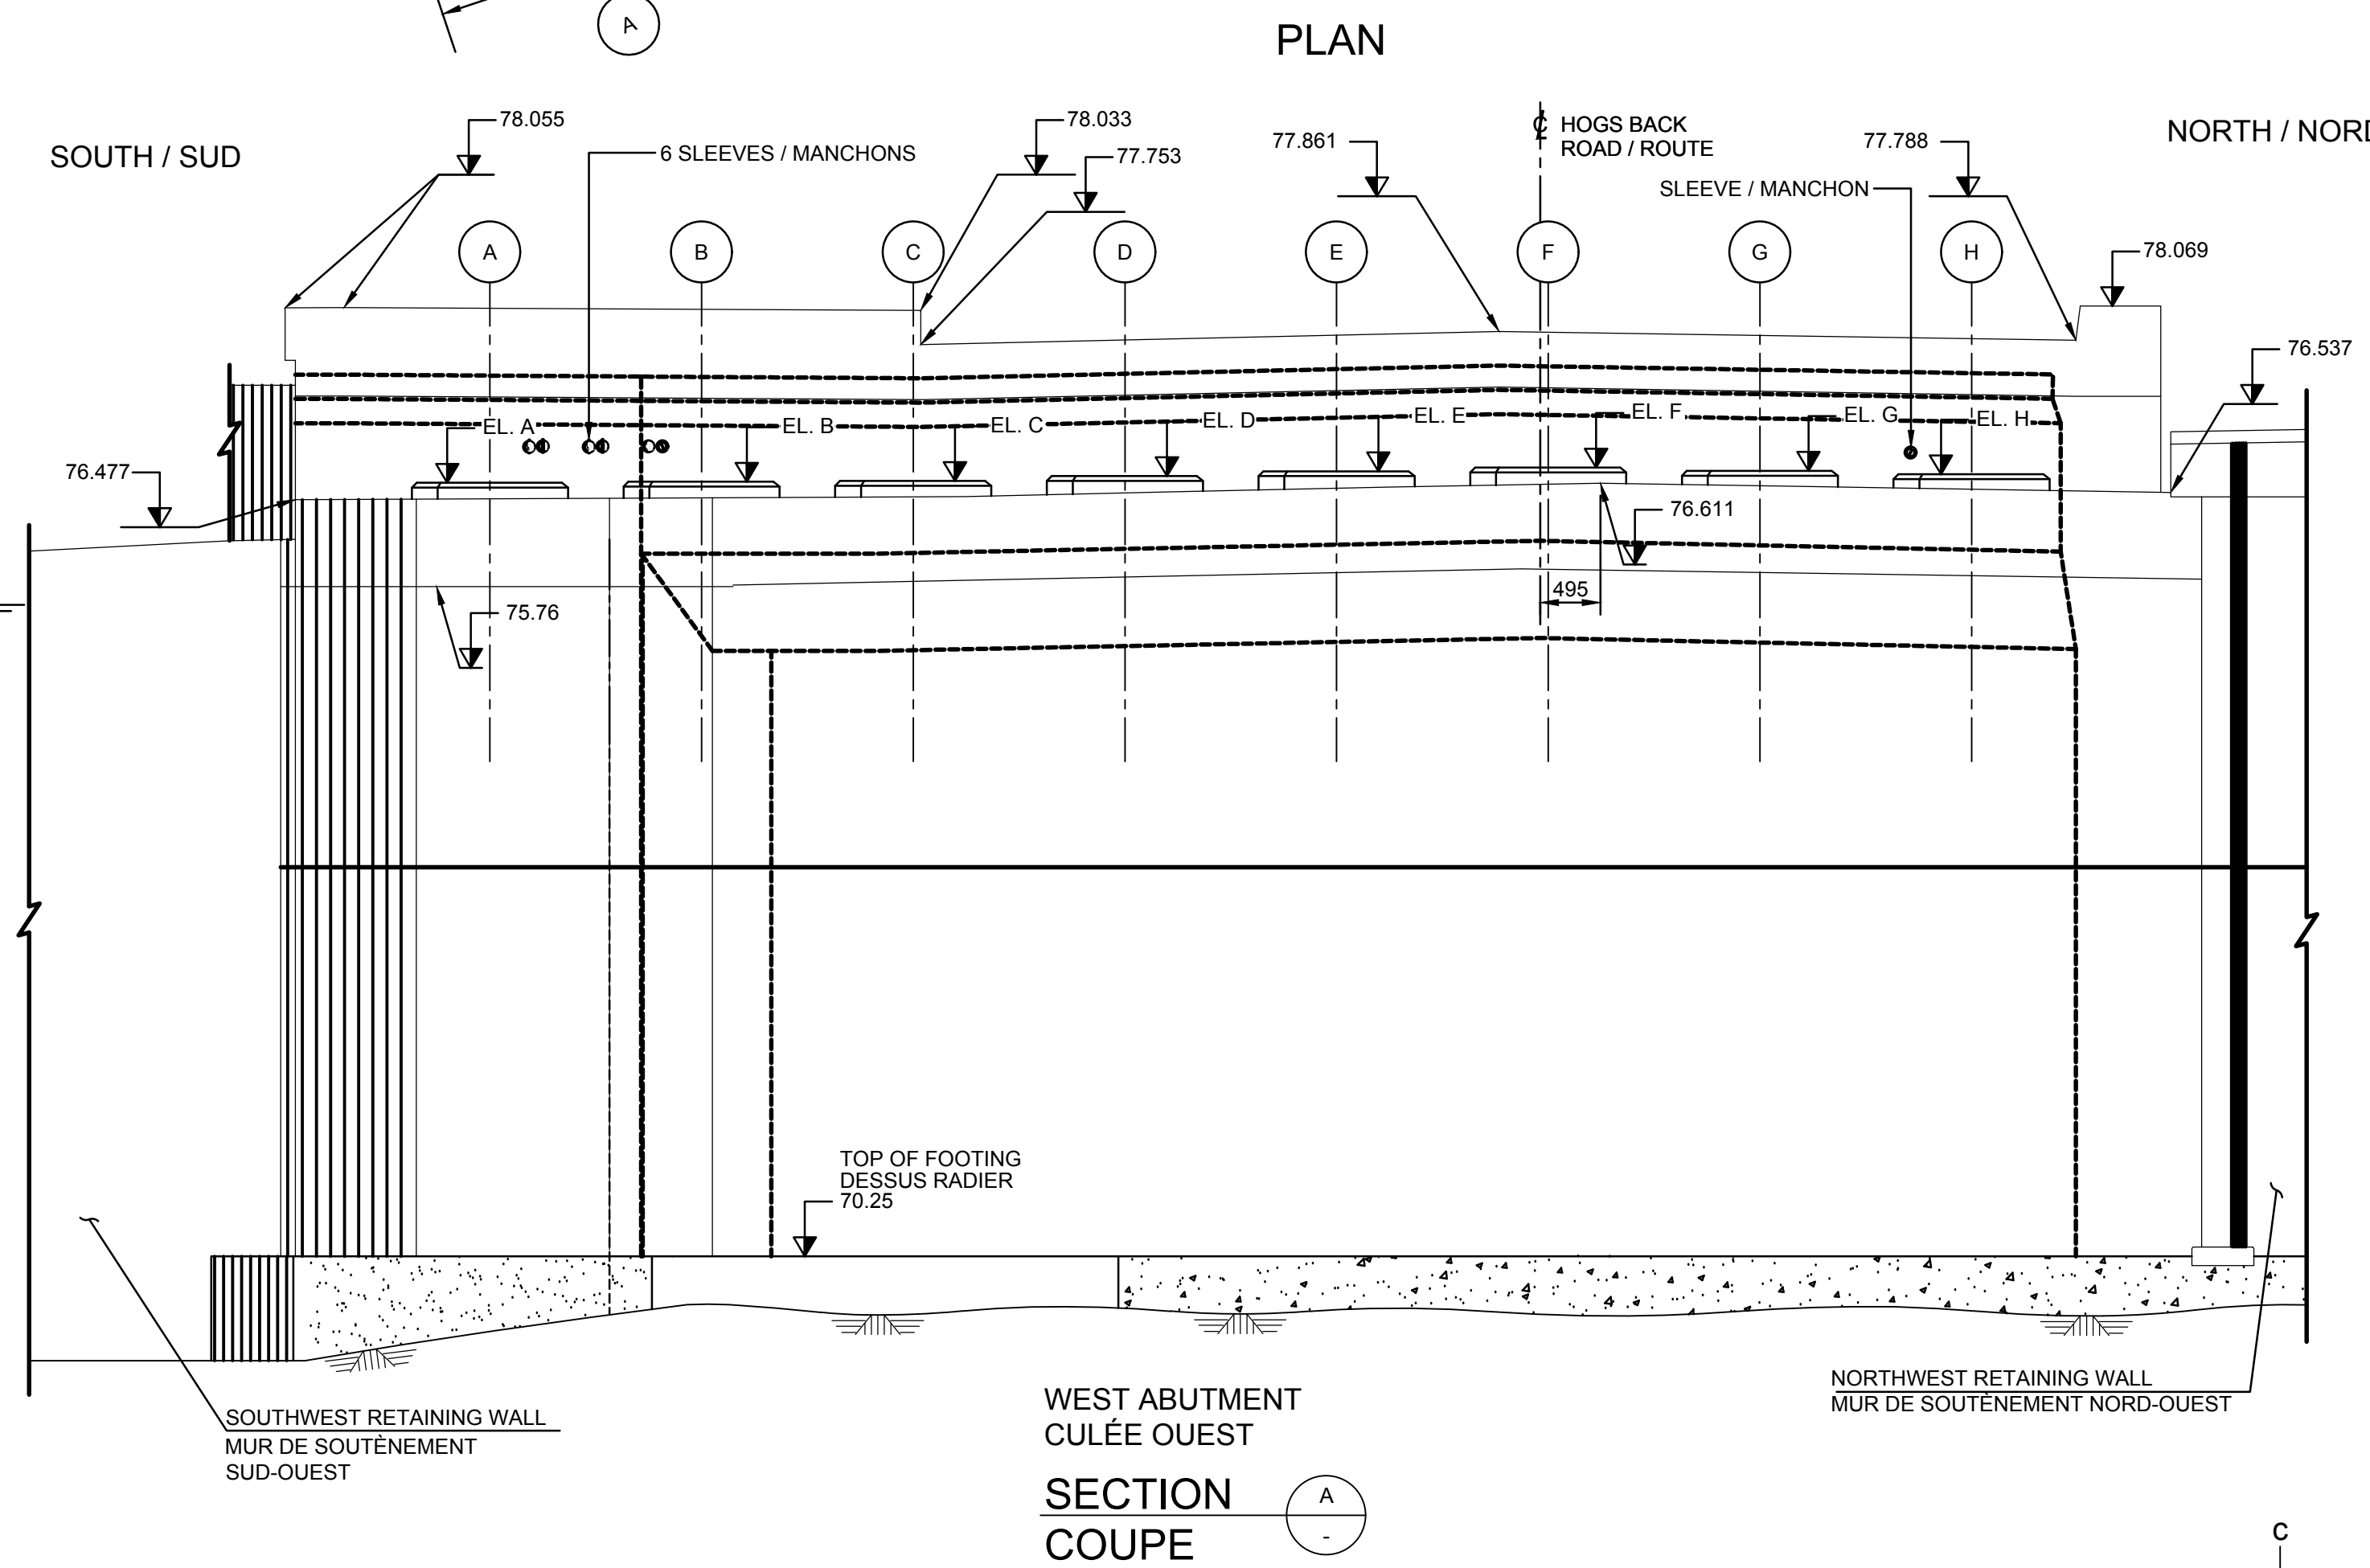 A
PLAN
SOUTH / SUD
78.055
6 SLEEVES / MANCHONS
78.033
77.753
77.861
℄ HOGS BACK
ROAD / ROUTE
77.788
SLEEVE / MANCHON
NORTH / NORD
78.069
A
B
C
D
E
F
G
H
76.537
76.477
EL. A
EL. B
EL. C
EL. D
EL. E
EL. F
EL. G
EL. H
76.611
495
75.76
TOP OF FOOTING
DESSUS RADIER
70.25
SOUTHWEST RETAINING WALL
MUR DE SOUTÈNEMENT
SUD-OUEST
WEST ABUTMENT
CULÉE OUEST
NORTHWEST RETAINING WALL
MUR DE SOUTÈNEMENT NORD-OUEST
SECTION
COUPE
A
-
C